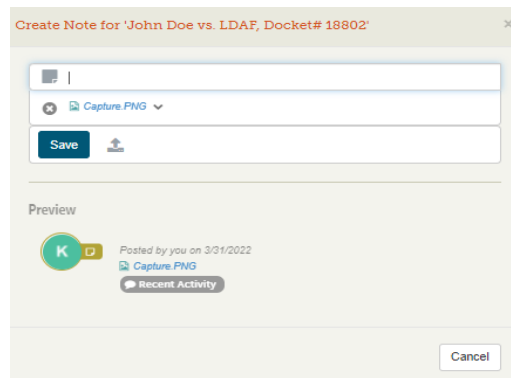 Create Note for 'John Doe vs. LDAF, Docket# 18802'
×
Capture.PNG
Save
Preview
K
Posted by you on 3/31/2022
Capture.PNG
Recent Activity
Cancel